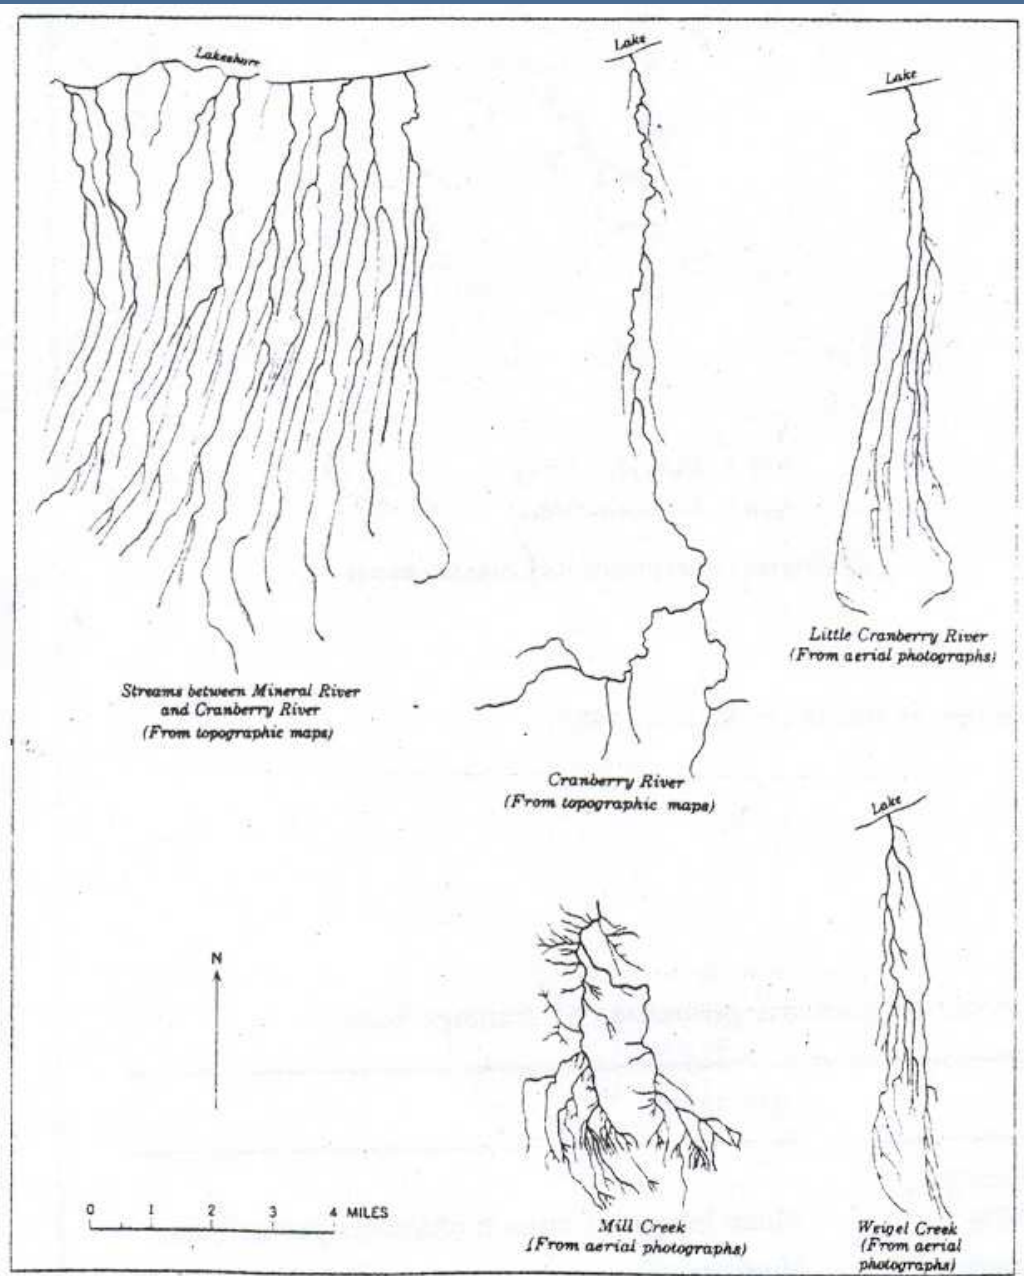 Lakeshore
Lake
Lake
Streams between Mineral River
and Cranberry River
(From topographic maps)
Cranberry River
(From topographic maps)
Little Cranberry River
(From aerial photographs)
Lake
N
0 1 2 3 4 MILES
Mill Creek
(From aerial photographs)
Weigel Creek
(From aerial
photographs)